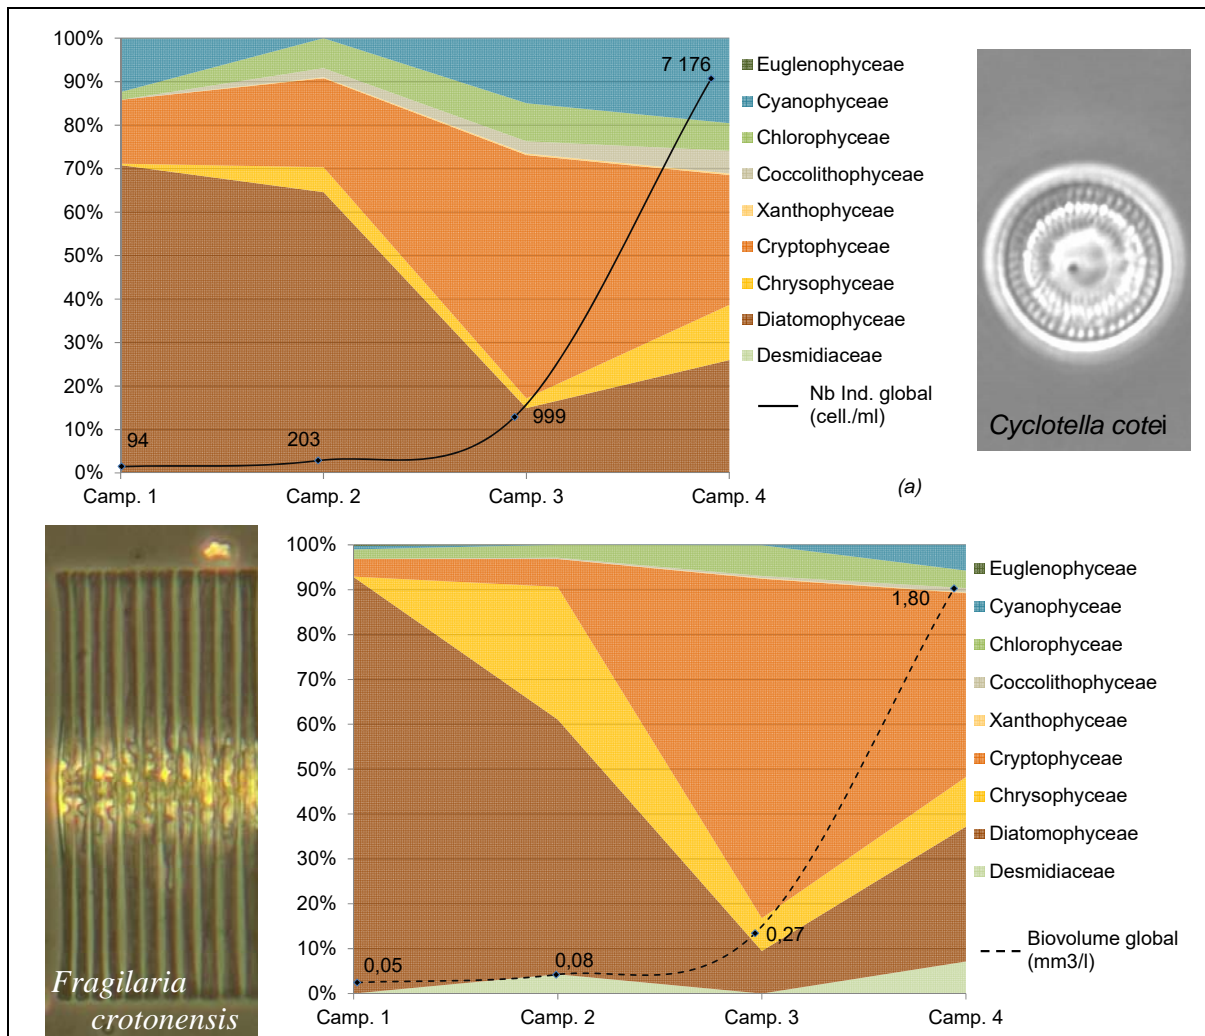 100%
90%
80%
70%
60%
50%
40%
30%
20%
10%
0%
94
203
999
7 176
Camp. 1
Camp. 2
Camp. 3
Camp. 4
Euglenophyceae
Cyanophyceae
Chlorophyceae
Coccolithophyceae
Xanthophyceae
Cryptophyceae
Chrysophyceae
Diatomophyceae
Desmidiaceae
Nb Ind. global
(cell./ml)
(a)
Cyclotella cotei
Fragilaria
crotonensis
100%
90%
80%
70%
60%
50%
40%
30%
20%
10%
0%
0,05
0,08
0,27
1,80
Camp. 1
Camp. 2
Camp. 3
Camp. 4
Euglenophyceae
Cyanophyceae
Chlorophyceae
Coccolithophyceae
Xanthophyceae
Cryptophyceae
Chrysophyceae
Diatomophyceae
Desmidiaceae
Biovolume global
(mm3/l)